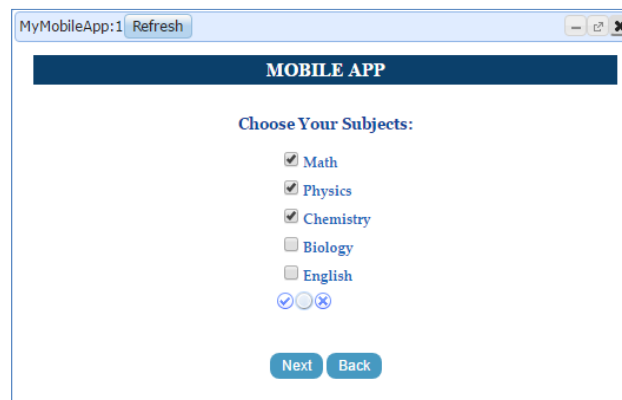 MyMobileApp:1 Refresh
MOBILE APP
Choose Your Subjects:
Math
Physics
Chemistry
Biology
English
Next Back